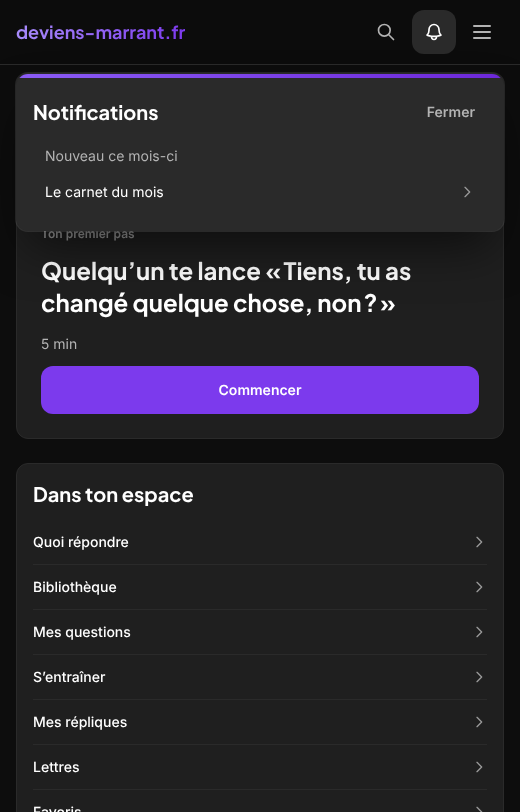 deviens-marrant.fr
Notifications
Fermer
Nouveau ce mois-ci
Le carnet du mois
Ton premier pas
Quelqu’un te lance « Tiens, tu as
changé quelque chose, non ? »
5 min
Commencer
Dans ton espace
Quoi répondre
Bibliothèque
Mes questions
S’entraîner
Mes répliques
Lettres
Favoris